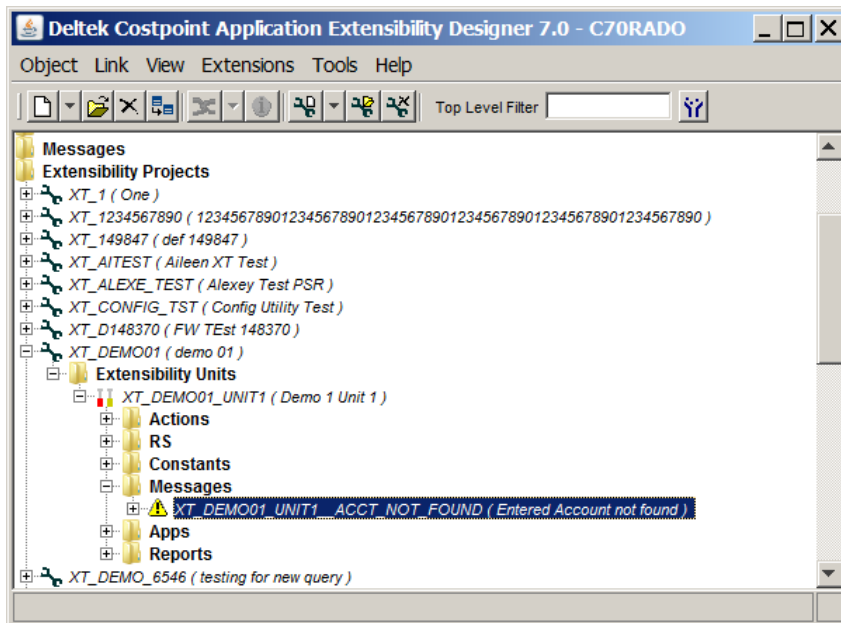 Deltek Costpoint Application Extensibility Designer 7.0 - C70RADO
Object Link View Extensions Tools Help
Top Level Filter
Messages
Extensibility Projects
XT_1 ( One )
XT_1234567890 ( 12345678901234567890123456789012345678901234567890 )
XT_149847 ( def 149847 )
XT_AITEST ( Aileen XT Test )
XT_ALEXE_TEST ( Alexey Test PSR )
XT_CONFIG_TST ( Config Utility Test )
XT_D148370 ( FW TEst 148370 )
XT_DEMO01 ( demo 01 )
Extensibility Units
XT_DEMO01_UNIT1 ( Demo 1 Unit 1 )
Actions
RS
Constants
Messages
XT_DEMO01_UNIT1__ACCT_NOT_FOUND ( Entered Account not found )
Apps
Reports
XT_DEMO_6546 ( testing for new query )